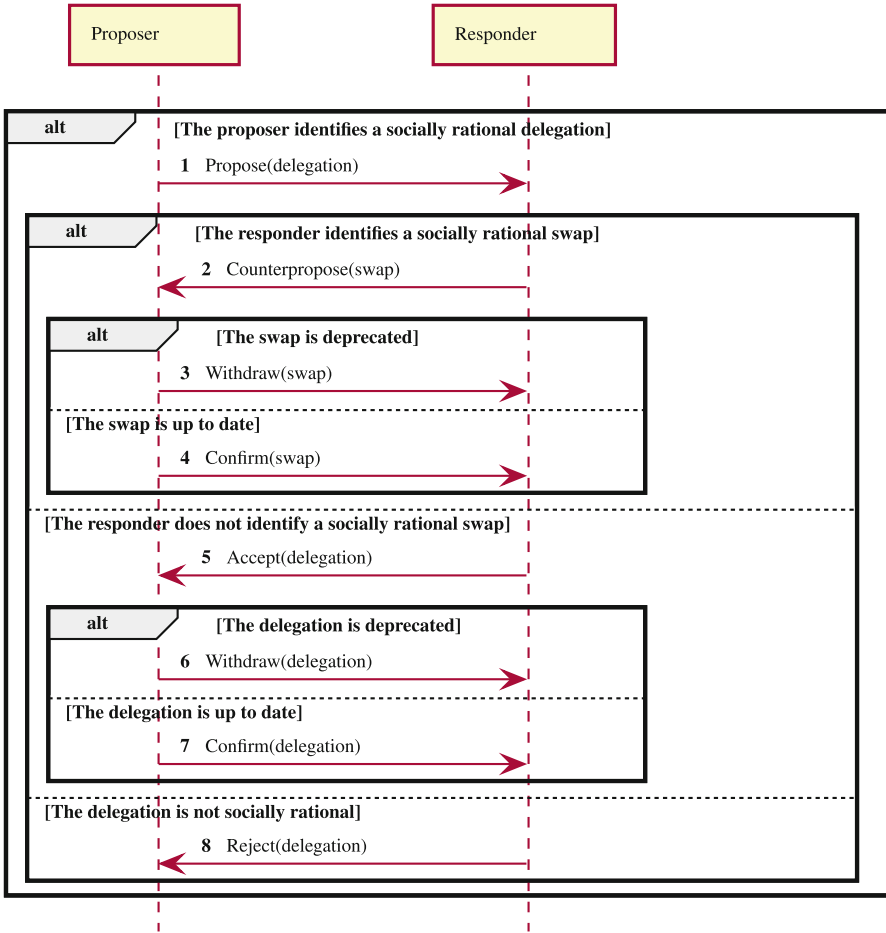 Proposer
Responder
alt
[The proposer identifies a socially rational delegation]
1 Propose(delegation)
alt
[The responder identifies a socially rational swap]
2 Counterpropose(swap)
alt
[The swap is deprecated]
3 Withdraw(swap)
[The swap is up to date]
4 Confirm(swap)
[The responder does not identify a socially rational swap]
5 Accept(delegation)
alt
[The delegation is deprecated]
6 Withdraw(delegation)
[The delegation is up to date]
7 Confirm(delegation)
[The delegation is not socially rational]
8 Reject(delegation)